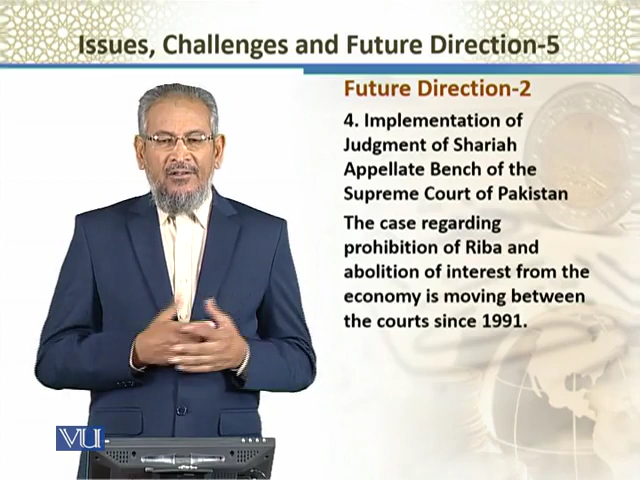 Issues, Challenges and Future Direction-5
Future Direction-2
4. Implementation of
Judgment of Shariah
Appellate Bench of the
Supreme Court of Pakistan
The case regarding
prohibition of Riba and
abolition of interest from the
economy is moving between
the courts since 1991.
VU